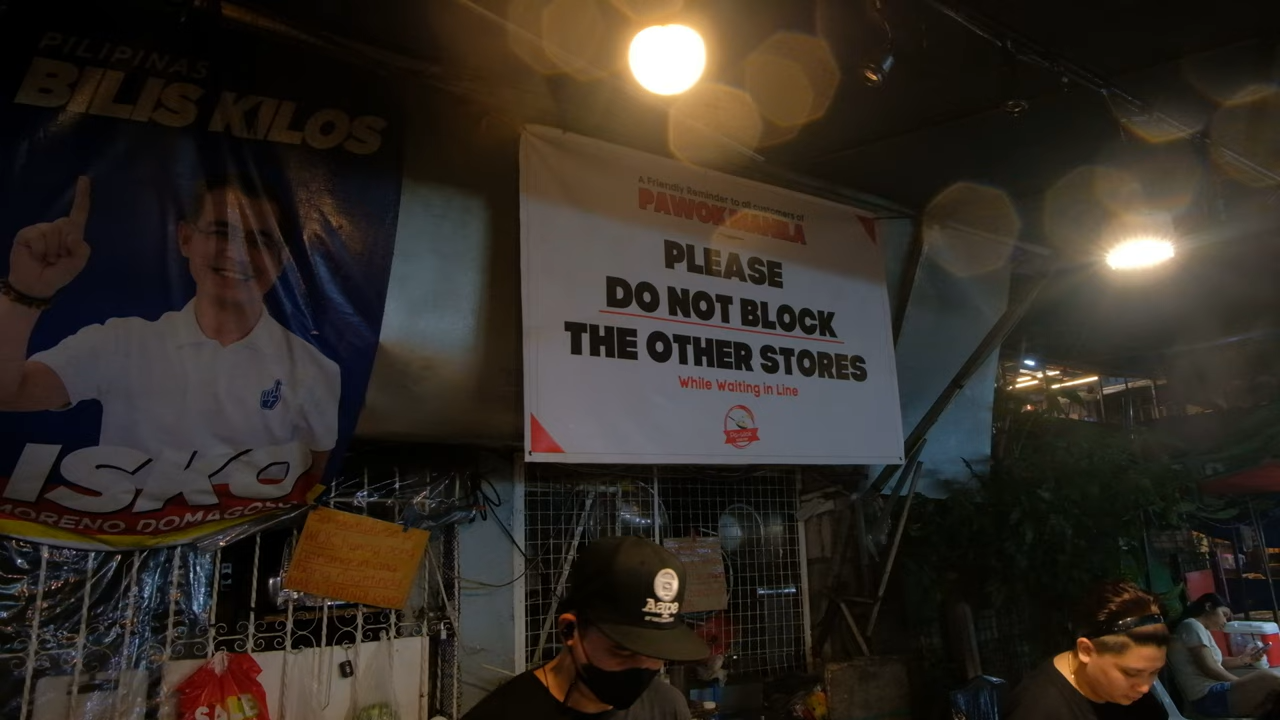 PILIPINAS
BILIS KILOS
ISKO
MORENO DOMAGOSO
A Friendly Reminder to all customers of
PAWOK MANILA
PLEASE
DO NOT BLOCK
THE OTHER STORES
While Waiting in Line
Aape
SALE